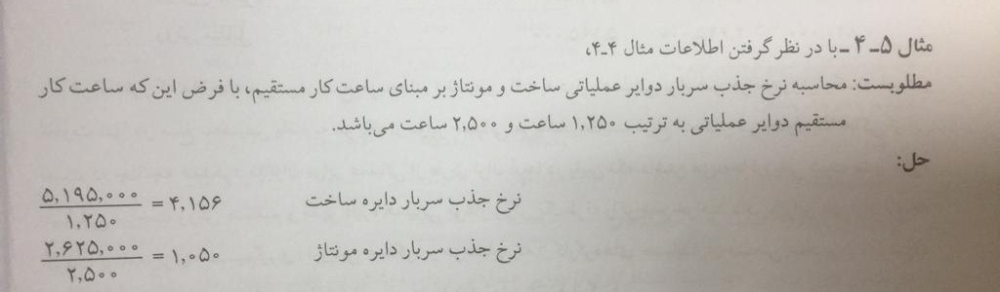 مثال ۵ـ۴ـ با در نظر گرفتن اطلاعات مثال ۴ـ۴،
مطلوبست: محاسبه نرخ جذب سربار دوایر عملیاتی ساخت و مونتاژ بر مبنای ساعت کار مستقیم، با فرض این که ساعت کار
مستقیم دوایر عملیاتی به ترتیب ۱,۲۵۰ ساعت و ۲,۵۰۰ ساعت می‌باشد.
حل:
نرخ جذب سربار دایره ساخت ۵,۱۹۵,۰۰۰ / ۱,۲۵۰ = ۴,۱۵۶
نرخ جذب سربار دایره مونتاژ ۲,۶۲۵,۰۰۰ / ۲,۵۰۰ = ۱,۰۵۰